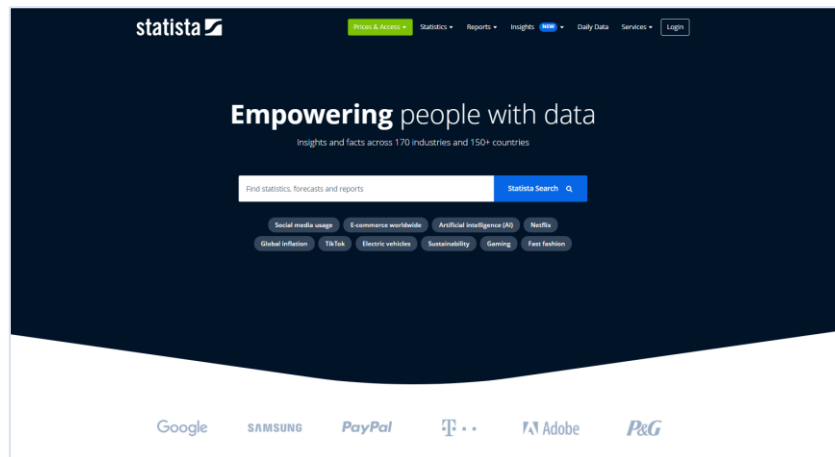 statista
Prices & Access Statistics Reports Insights NEW Daily Data Services Login
Empowering people with data
Insights and facts across 170 industries and 150+ countries
Find statistics, forecasts and reports Statista Search
Social media usage E-commerce worldwide Artificial intelligence (AI) Netflix
Global inflation TikTok Electric vehicles Sustainability Gaming Fast fashion
Google SAMSUNG PayPal T Adobe P&G